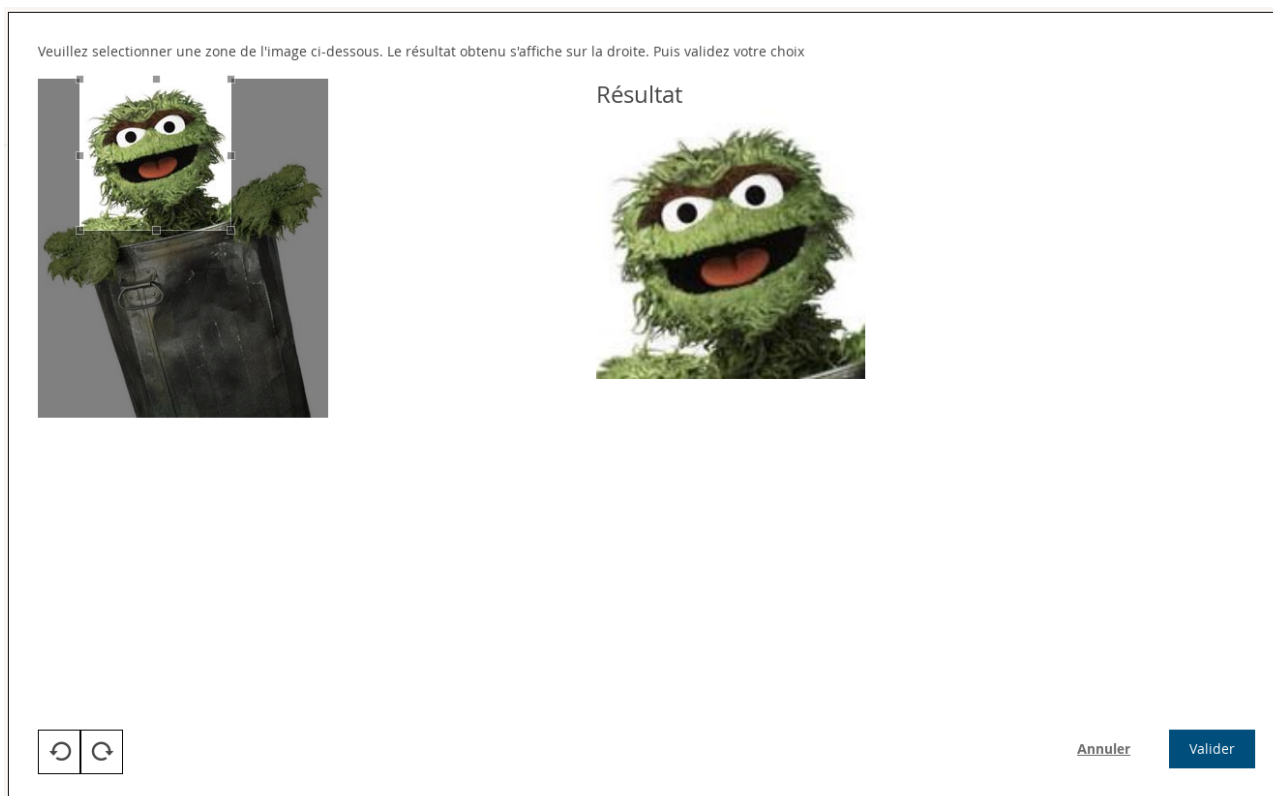 Veuillez selectionner une zone de l'image ci-dessous. Le résultat obtenu s'affiche sur la droite. Puis validez votre choix
Résultat
Annuler
Valider